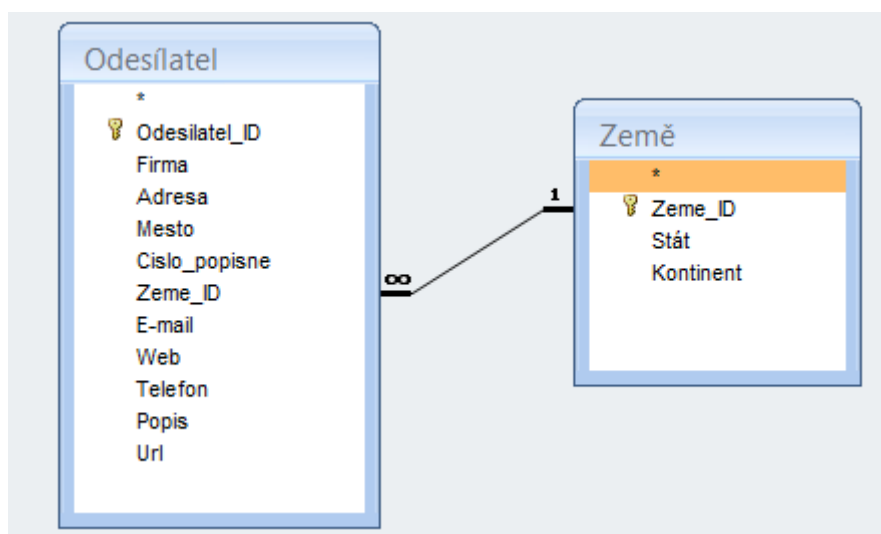 Odesílatel
*
Odesilatel_ID
Firma
Adresa
Mesto
Cislo_popisne
Zeme_ID
E-mail
Web
Telefon
Popis
Url
∞
1
Země
*
Zeme_ID
Stát
Kontinent